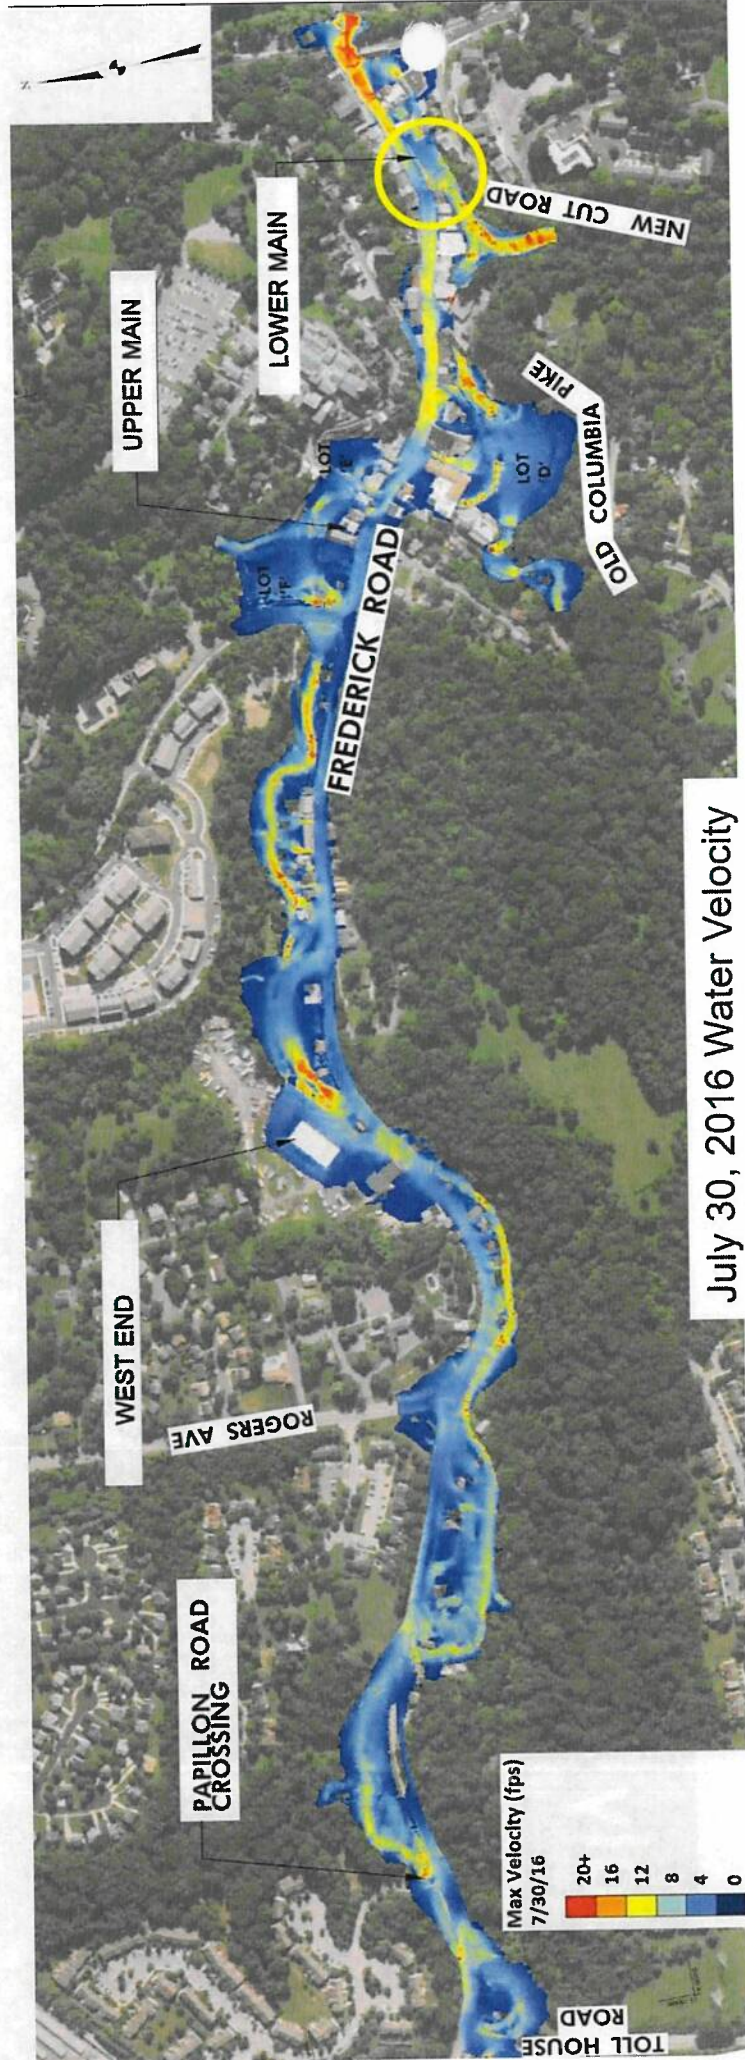 LOWER MAIN
UPPER MAIN
NEW CUT ROAD
LOT
'E'
LOT
'D'
LOT
'F'
OLD COLUMBIA PIKE
FREDERICK ROAD
WEST END
ROGERS AVE
PAPILLON ROAD
CROSSING
TOLL HOUSE
ROAD
July 30, 2016 Water Velocity
Max Velocity (fps)
7/30/16
20+
16
12
8
4
0